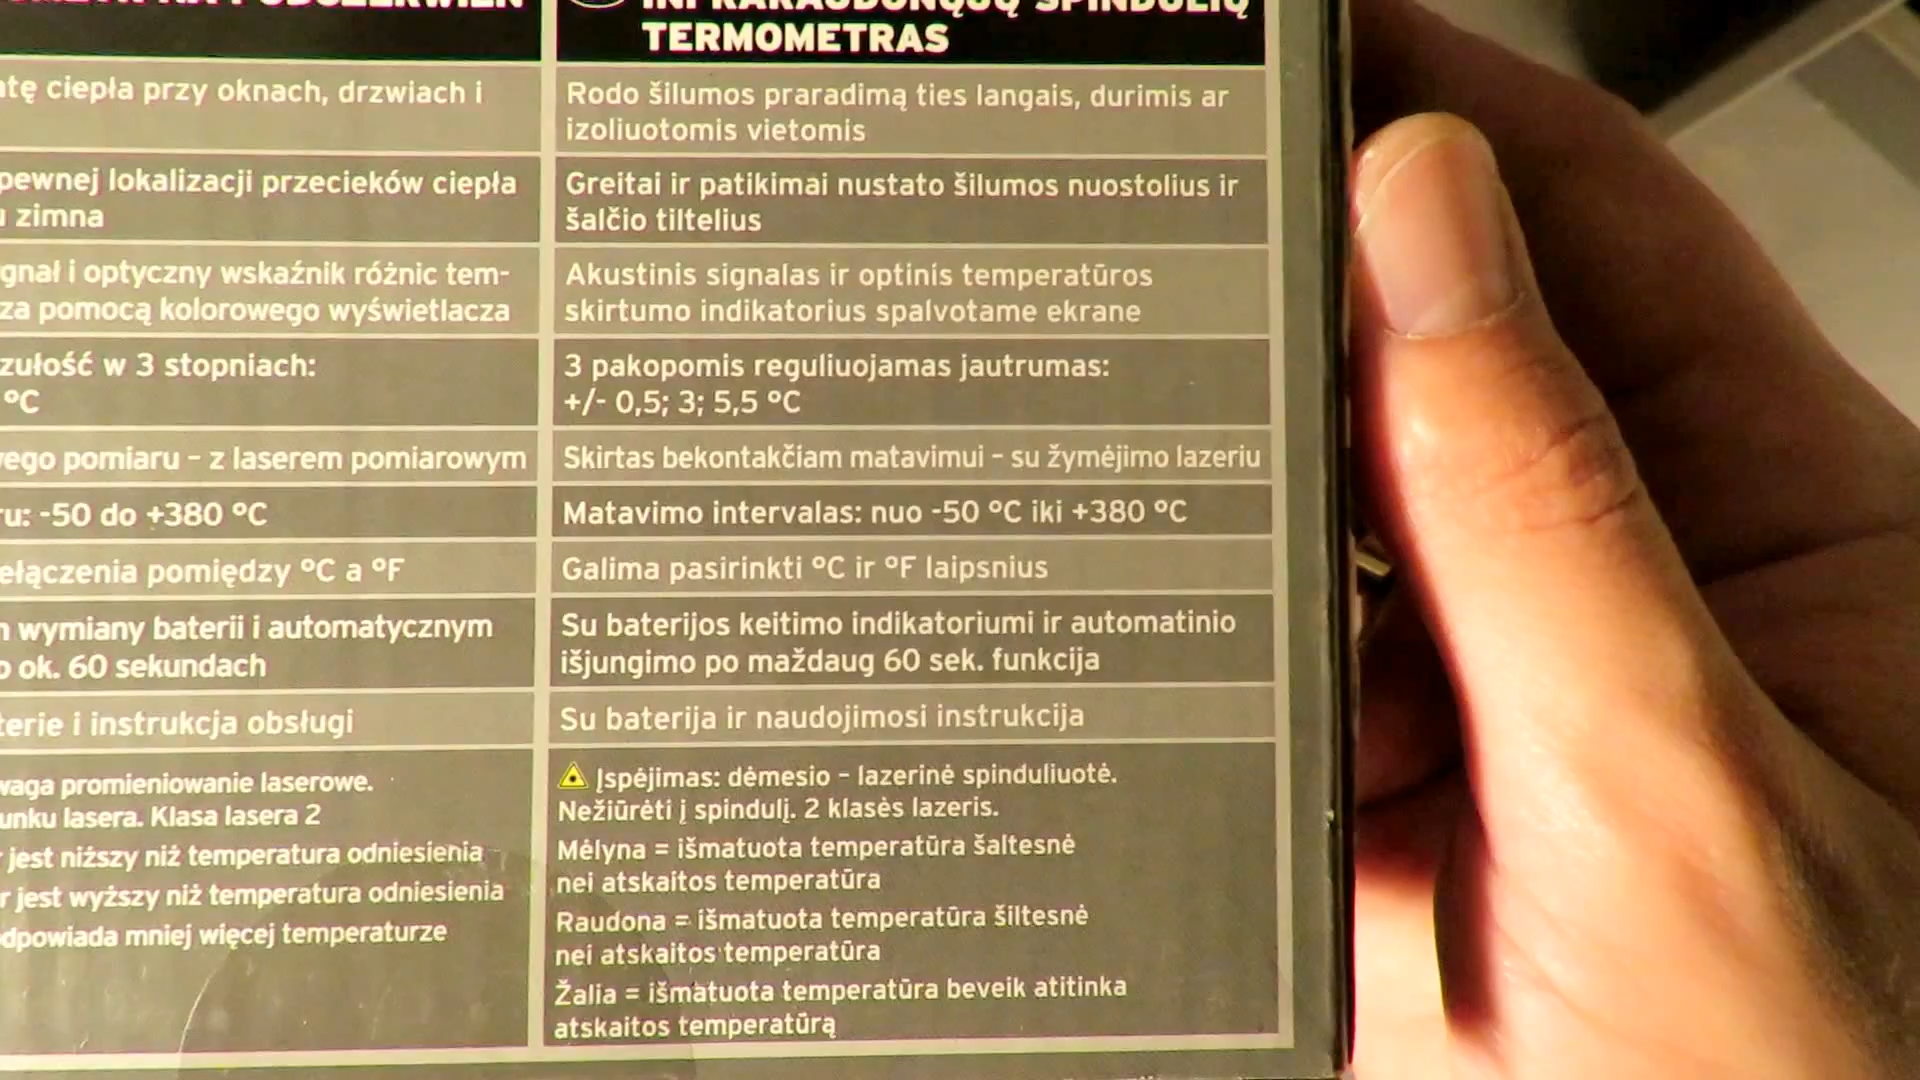 PODCZERWIEŃ
tę ciepła przy oknach, drzwiach i
pewnej lokalizacji przecieków ciepła
zimna
gnał i optyczny wskaźnik różnic tem-
za pomocą kolorowego wyświetlacza
zułość w 3 stopniach:
°C
ego pomiaru – z laserem pomiarowym
ru: -50 do +380 °C
ełączenia pomiędzy °C a °F
wymiany baterii i automatycznym
o ok. 60 sekundach
terie i instrukcja obsługi
waga promieniowanie laserowe.
unku lasera. Klasa lasera 2
r jest niższy niż temperatura odniesienia
r jest wyższy niż temperatura odniesienia
dpowiada mniej więcej temperaturze
INFRARAUDONŲJŲ SPINDULIŲ
TERMOMETRAS
Rodo šilumos praradimą ties langais, durimis ar
izoliuotomis vietomis
Greitai ir patikimai nustato šilumos nuostolius ir
šalčio tiltelius
Akustinis signalas ir optinis temperatūros
skirtumo indikatorius spalvotame ekrane
3 pakopomis reguliuojamas jautrumas:
+/- 0,5; 3; 5,5 °C
Skirtas bekontakčiam matavimui – su žymėjimo lazeriu
Matavimo intervalas: nuo -50 °C iki +380 °C
Galima pasirinkti °C ir °F laipsnius
Su baterijos keitimo indikatoriumi ir automatinio
išjungimo po maždaug 60 sek. funkcija
Su baterija ir naudojimosi instrukcija
Įspėjimas: dėmesio – lazerinė spinduliuotė.
Nežiūrėti į spindulį. 2 klasės lazeris.
Mėlyna = išmatuota temperatūra šaltesnė
nei atskaitos temperatūra
Raudona = išmatuota temperatūra šiltesnė
nei atskaitos temperatūra
Žalia = išmatuota temperatūra beveik atitinka
atskaitos temperatūrą